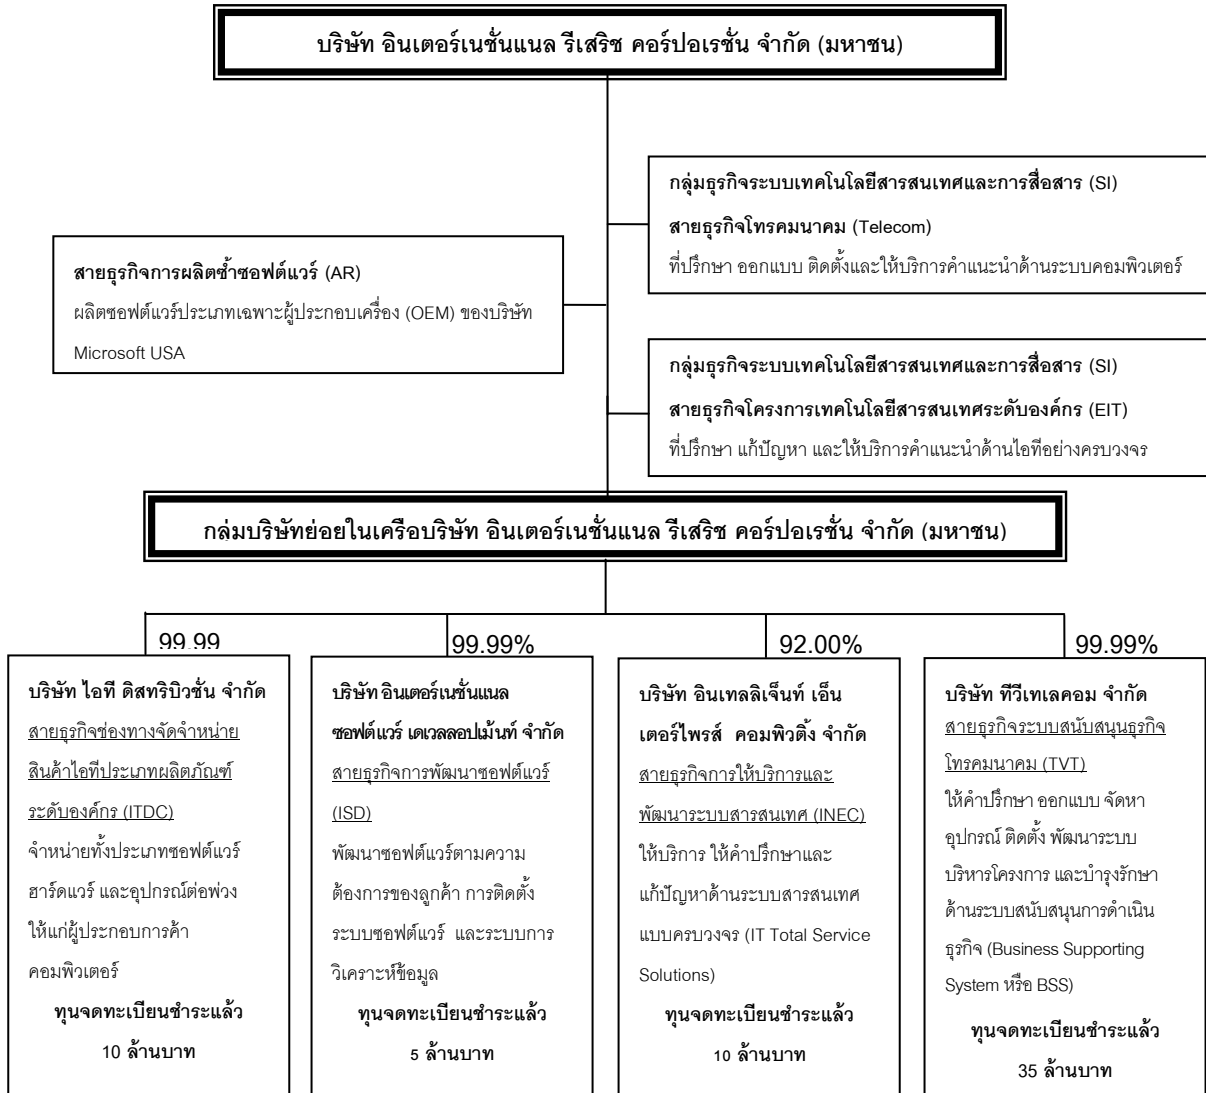 บริษัท อินเตอร์เนชั่นแนล รีเสริช คอร์ปอเรชั่น จำกัด (มหาชน)
กลุ่มธุรกิจระบบเทคโนโลยีสารสนเทศและการสื่อสาร (SI)
สายธุรกิจโทรคมนาคม (Telecom)
ที่ปรึกษา ออกแบบ ติดตั้งและให้บริการคำแนะนำด้านระบบคอมพิวเตอร์
สายธุรกิจการผลิตซ้ำซอฟต์แวร์ (AR)
ผลิตซอฟต์แวร์ประเภทเฉพาะผู้ประกอบเครื่อง (OEM) ของบริษัท
Microsoft USA
กลุ่มธุรกิจระบบเทคโนโลยีสารสนเทศและการสื่อสาร (SI)
สายธุรกิจโครงการเทคโนโลยีสารสนเทศระดับองค์กร (EIT)
ที่ปรึกษา แก้ปัญหา และให้บริการคำแนะนำด้านไอทีอย่างครบวงจร
กลุ่มบริษัทย่อยในเครือบริษัท อินเตอร์เนชั่นแนล รีเสริช คอร์ปอเรชั่น จำกัด (มหาชน)
99.99
บริษัท ไอที ดิสทริบิวชั่น จำกัด
สายธุรกิจช่องทางจัดจำหน่าย
สินค้าไอทีประเภทผลิตภัณฑ์
ระดับองค์กร (ITDC)
จำหน่ายทั้งประเภทซอฟต์แวร์
ฮาร์ดแวร์ และอุปกรณ์ต่อพ่วง
ให้แก่ผู้ประกอบการค้า
คอมพิวเตอร์
ทุนจดทะเบียนชำระแล้ว
10 ล้านบาท
99.99%
บริษัท อินเตอร์เนชั่นแนล
ซอฟต์แวร์ เดเวลลอปเม้นท์ จำกัด
สายธุรกิจการพัฒนาซอฟต์แวร์
(ISD)
พัฒนาซอฟต์แวร์ตามความ
ต้องการของลูกค้า การติดตั้ง
ระบบซอฟต์แวร์ และระบบการ
วิเคราะห์ข้อมูล
ทุนจดทะเบียนชำระแล้ว
5 ล้านบาท
92.00%
บริษัท อินเทลลิเจ็นท์ เอ็น
เตอร์ไพรส์ คอมพิวติ้ง จำกัด
สายธุรกิจการให้บริการและ
พัฒนาระบบสารสนเทศ (INEC)
ให้บริการ ให้คำปรึกษาและ
แก้ปัญหาด้านระบบสารสนเทศ
แบบครบวงจร (IT Total Service
Solutions)
ทุนจดทะเบียนชำระแล้ว
10 ล้านบาท
99.99%
บริษัท ทีวีเทเลคอม จำกัด
สายธุรกิจระบบสนับสนุนธุรกิจ
โทรคมนาคม (TVT)
ให้คำปรึกษา ออกแบบ จัดหา
อุปกรณ์ ติดตั้ง พัฒนาระบบ
บริหารโครงการ และบำรุงรักษา
ด้านระบบสนับสนุนการดำเนิน
ธุรกิจ (Business Supporting
System หรือ BSS)
ทุนจดทะเบียนชำระแล้ว
35 ล้านบาท